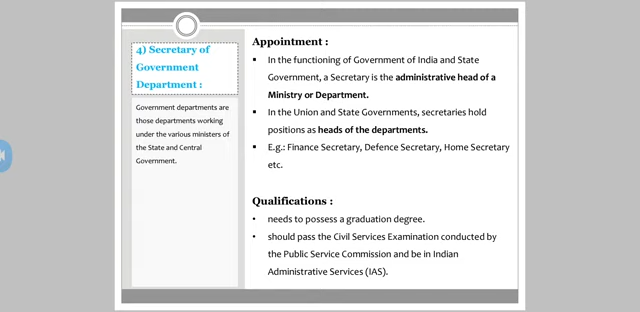 4) Secretary of
Government
Department :
Government departments are
those departments working
under the various ministers of
the State and Central
Government.
Appointment :
▪ In the functioning of Government of India and State
Government, a Secretary is the administrative head of a
Ministry or Department.
▪ In the Union and State Governments, secretaries hold
positions as heads of the departments.
▪ E.g.: Finance Secretary, Defence Secretary, Home Secretary
etc.
Qualifications :
• needs to possess a graduation degree.
• should pass the Civil Services Examination conducted by
the Public Service Commission and be in Indian
Administrative Services (IAS).